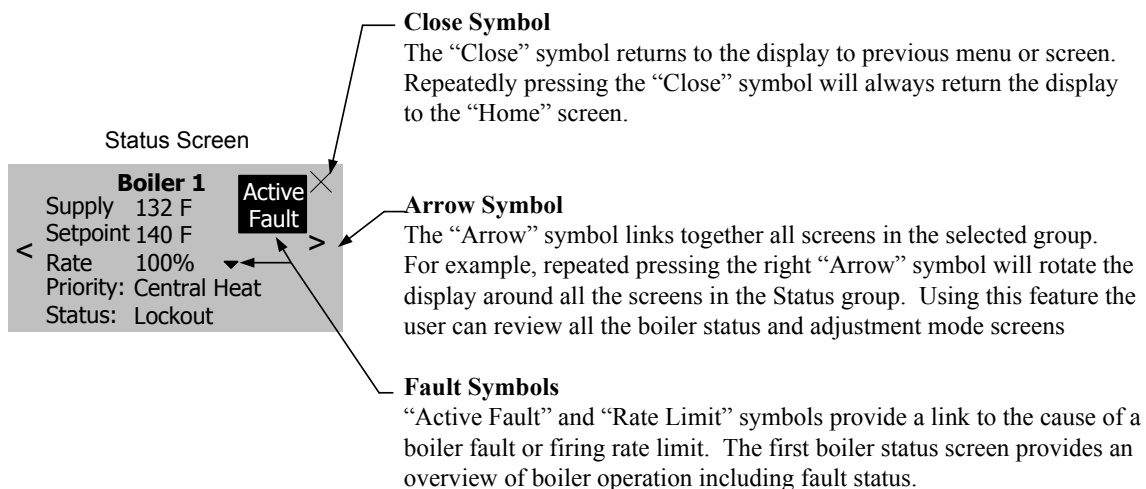 Close Symbol
The “Close” symbol returns to the display to previous menu or screen.
Repeatedly pressing the “Close” symbol will always return the display
to the “Home” screen.
Status Screen
Boiler 1
Active
Fault
Supply 132 F
Setpoint 140 F
< >
Rate 100%
Priority: Central Heat
Status: Lockout
Arrow Symbol
The “Arrow” symbol links together all screens in the selected group.
For example, repeated pressing the right “Arrow” symbol will rotate the
display around all the screens in the Status group. Using this feature the
user can review all the boiler status and adjustment mode screens
Fault Symbols
“Active Fault” and “Rate Limit” symbols provide a link to the cause of a
boiler fault or firing rate limit. The first boiler status screen provides an
overview of boiler operation including fault status.